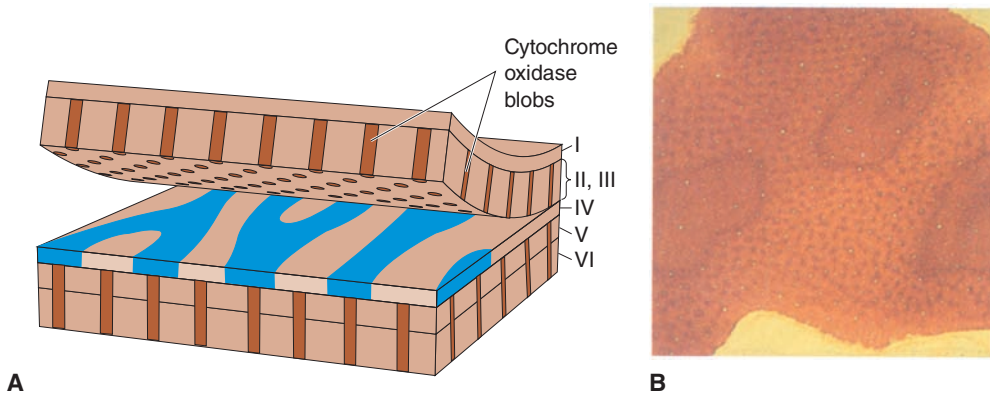 Cytochrome
oxidase
blobs
I
II, III
IV
V
VI
A
B